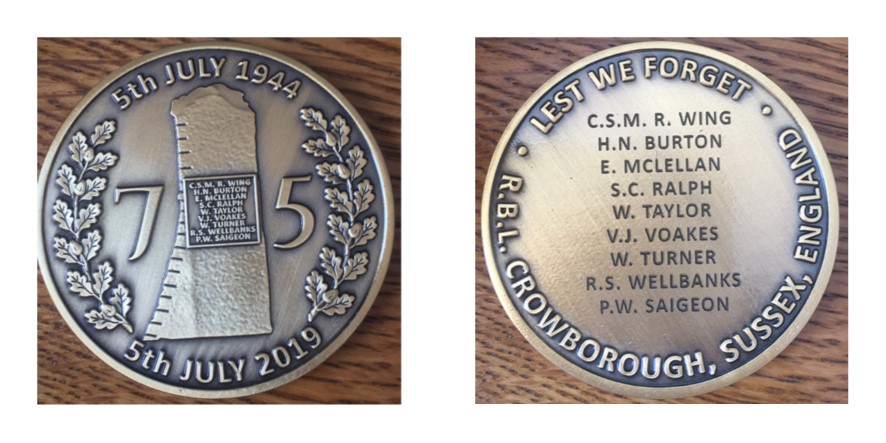 5th JULY 1944
7 5
C.S.M. R. WING
H.N. BURTON
E. MCLELLAN
S.C. RALPH
W. TAYLOR
V.J. VOAKES
W. TURNER
R.S. WELLBANKS
P.W. SAIGEON
5th JULY 2019
LEST WE FORGET
C.S.M. R. WING
H.N. BURTON
E. MCLELLAN
S.C. RALPH
W. TAYLOR
V.J. VOAKES
W. TURNER
R.S. WELLBANKS
P.W. SAIGEON
R.B.L. CROWBOROUGH, SUSSEX, ENGLAND